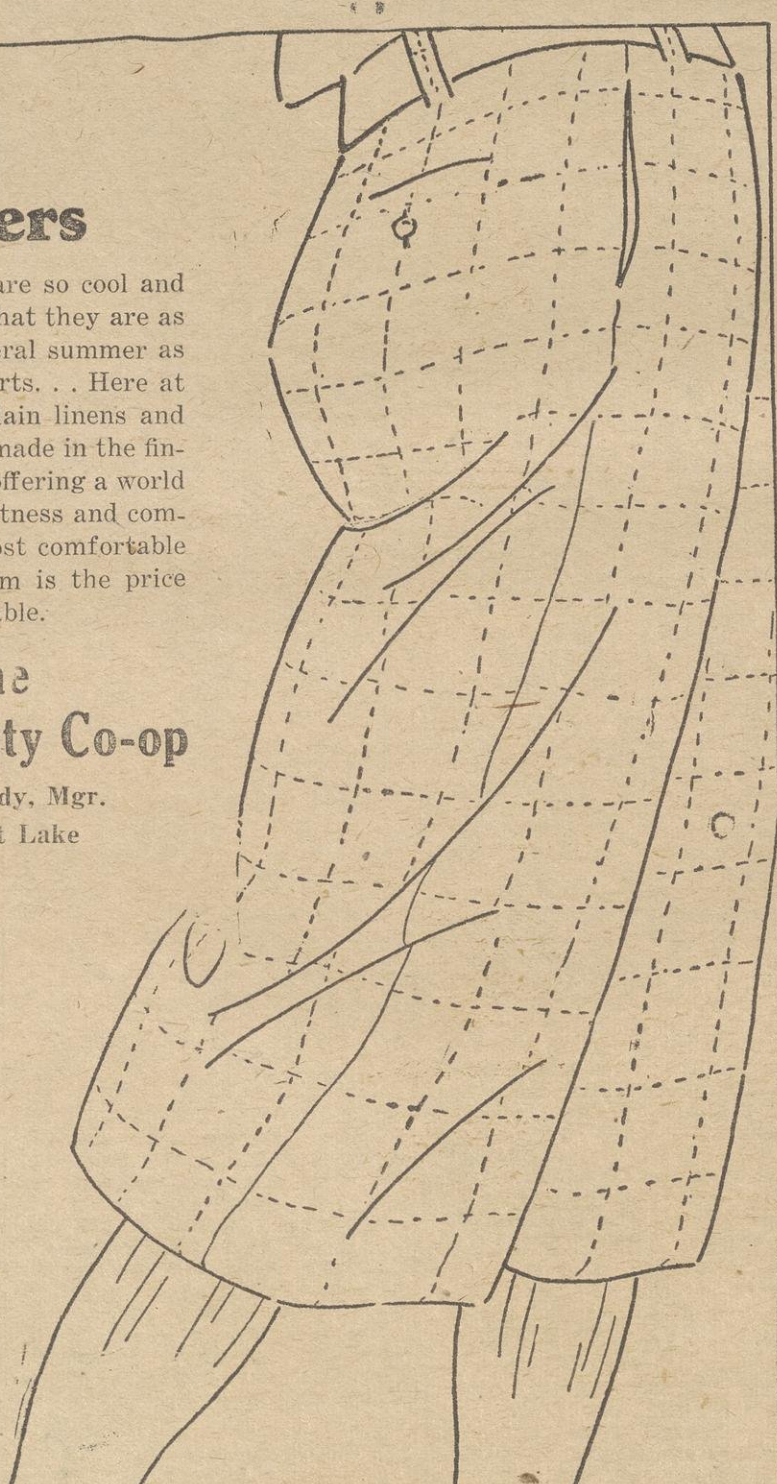 ers
are so cool and
hat they are as
eral summer as
rts. . . Here at
ain linens and
made in the fin-
offering a world
tness and com-
ost comfortable
m is the price
ble.
ne
ty Co-op
dy, Mgr.
t Lake